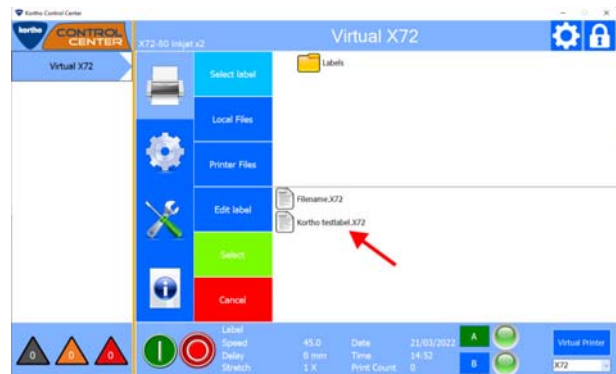 Kortho Control Center
kortho CONTROL CENTER
X72-50 Inkjet x2
Virtual X72
Virtual X72
Select label
Local Files
Printer Files
Edit label
Select
Cancel
Labels
Filename.X72
Kortho testlabel.X72
0 0 0
Label
Speed 45.0 Date 21/03/2022
Delay 0 mm Time 14:52
Stretch 1 X Print Count 0
A
B
Virtual Printer
X72